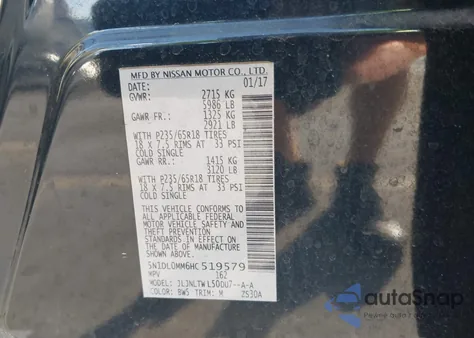 MFD BY NISSAN MOTOR CO., LTD.
DATE: 01/17
GVWR: 2715 KG
5986 LB
GAWR FR.: 1325 KG
2921 LB
WITH P235/65R18 TIRES
18 X 7.5 RIMS AT 33 PSI
COLD SINGLE
GAWR RR.: 1415 KG
3120 LB
WITH P235/65R18 TIRES
18 X 7.5 RIMS AT 33 PSI
COLD SINGLE
THIS VEHICLE CONFORMS TO
ALL APPLICABLE FEDERAL
MOTOR VEHICLE SAFETY
AND THEFT PREVENTION
STANDARDS IN EFFECT ON
THE DATE OF MANUFACTURE
SHOWN ABOVE.
5N1DL0MM6HC519579
MPV 162
MODEL: JLJNLTWL50DU7--A-A
COLOR: BW5 TRIM: M ZS30A
autoSnap